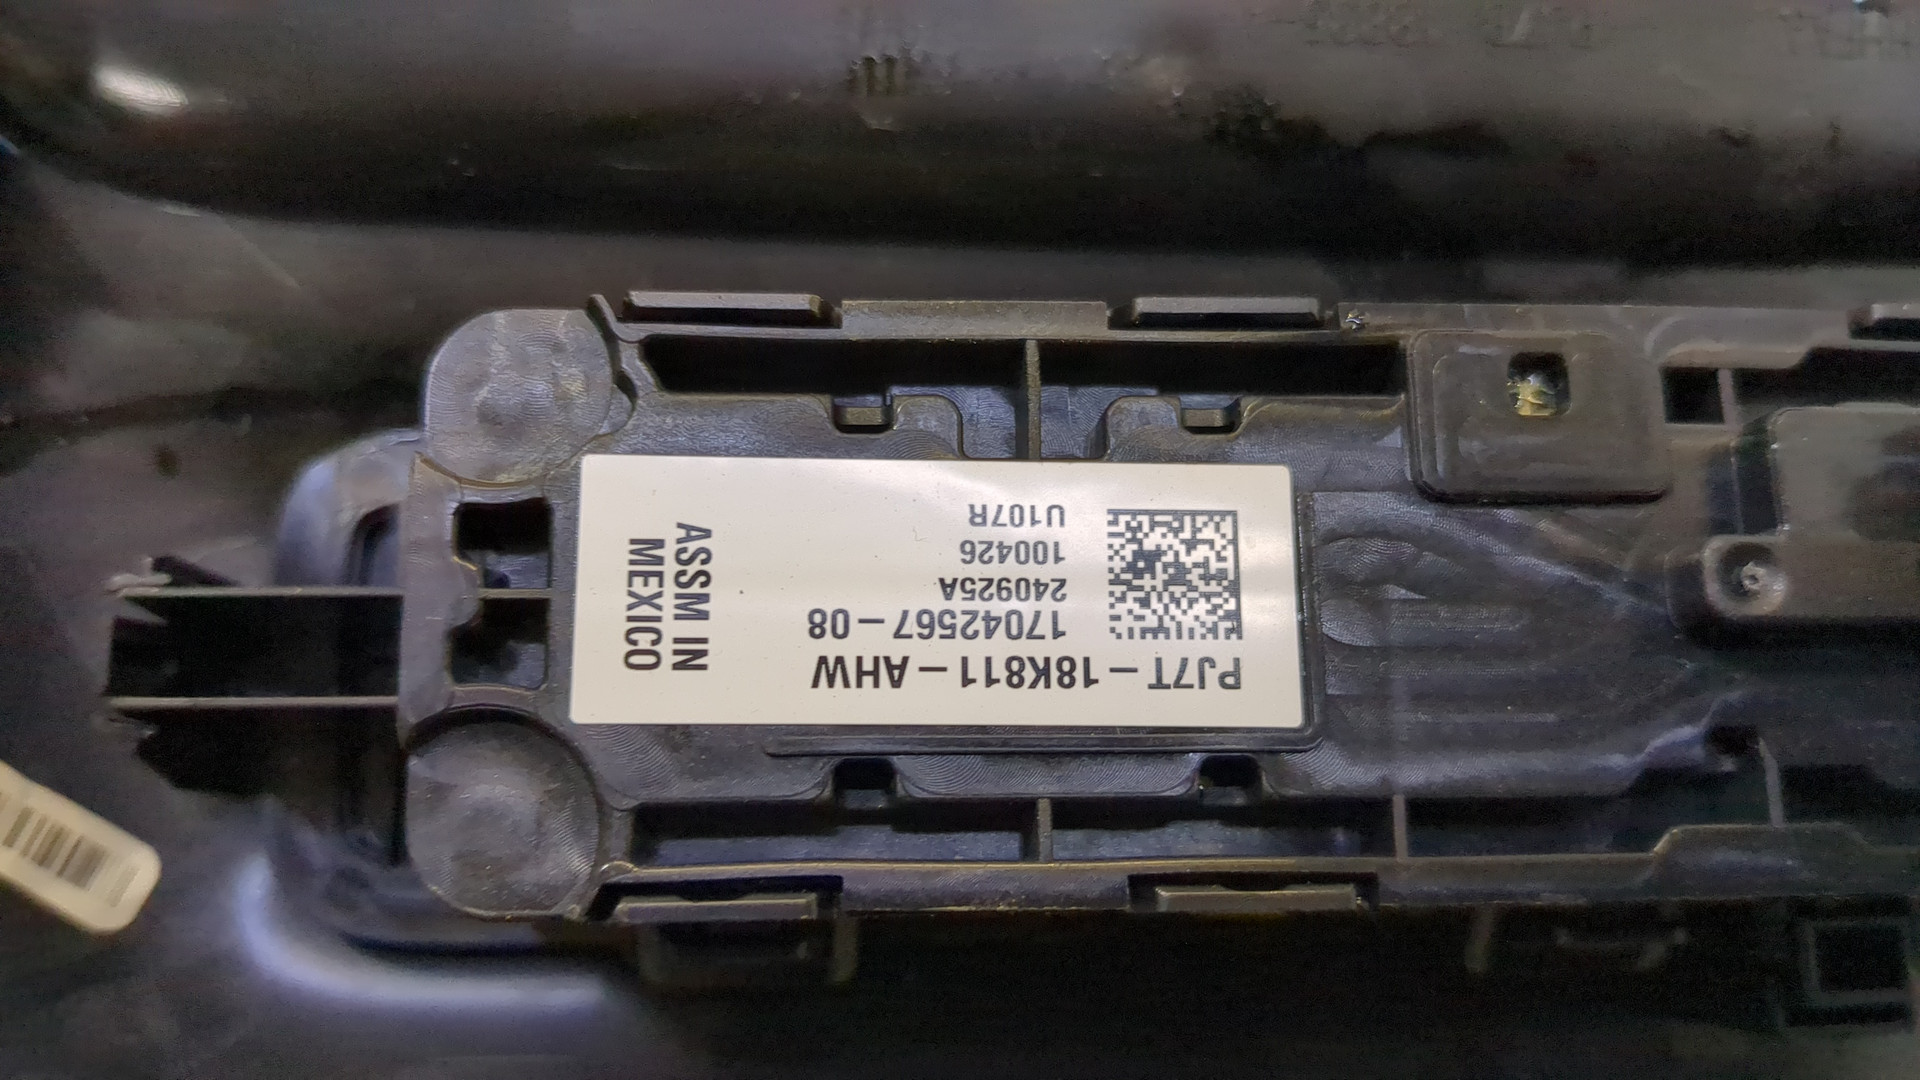 PJ7T-18K811-AHW
17042567-08
240925A
100426
U107R
ASSM IN
MEXICO